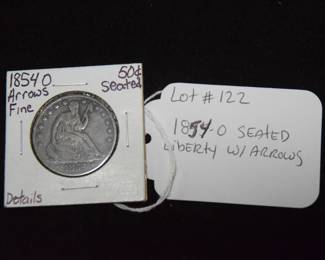 1854 O
Arrows
Fine
50¢
Seated
Details
Lot #122
1854-O SEATED
Liberty W/ ARROWS